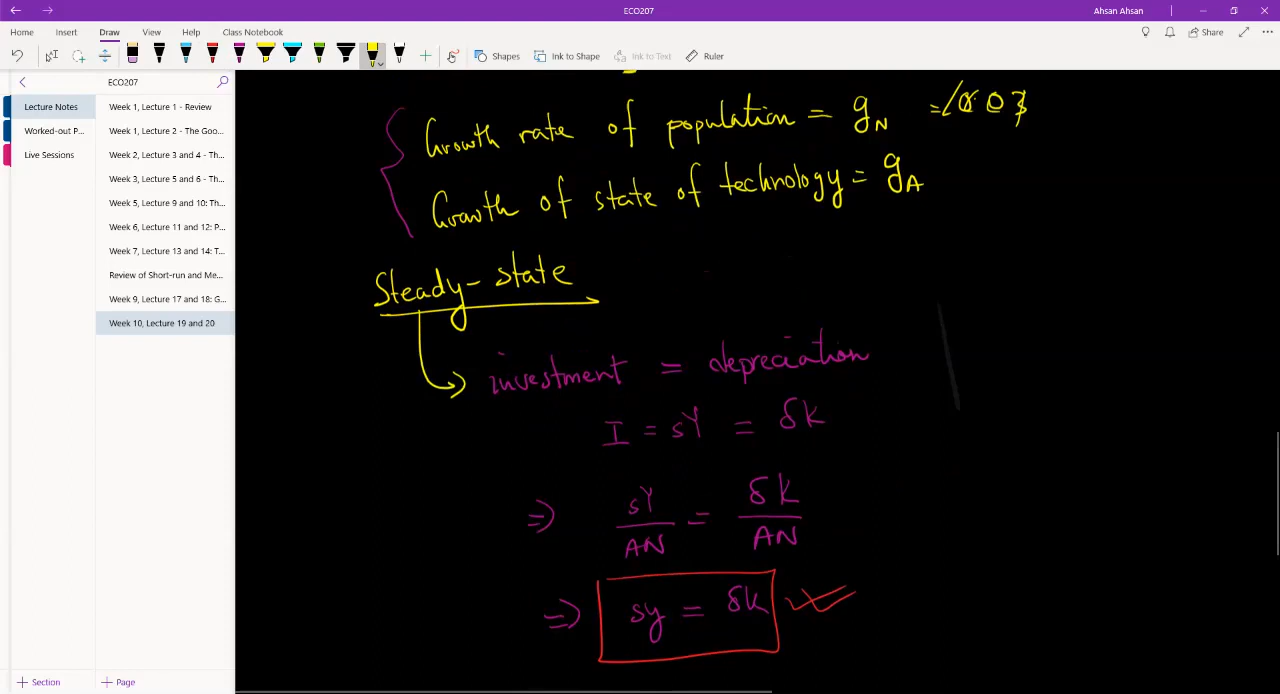 ECO207
Ahsan Ahsan
Home Insert Draw View Help Class Notebook
Share
Shapes Ink to Shape Ink to Text Ruler
ECO207
Lecture Notes
Worked-out P...
Live Sessions
Week 1, Lecture 1 - Review
Week 1, Lecture 2 - The Goo...
Week 2, Lecture 3 and 4 - Th...
Week 3, Lecture 5 and 6 - Th...
Week 5, Lecture 9 and 10: Th...
Week 6, Lecture 11 and 12: P...
Week 7, Lecture 13 and 14: T...
Review of Short-run and Me...
Week 9, Lecture 17 and 18: G...
Week 10, Lecture 19 and 20
+ Section
+ Page
Growth rate of population = gN
Growth of state of technology = gA
Steady-state
investment = depreciation
I = sY = δK
⇒ sY/AN = δK/AN
⇒ sy = δk